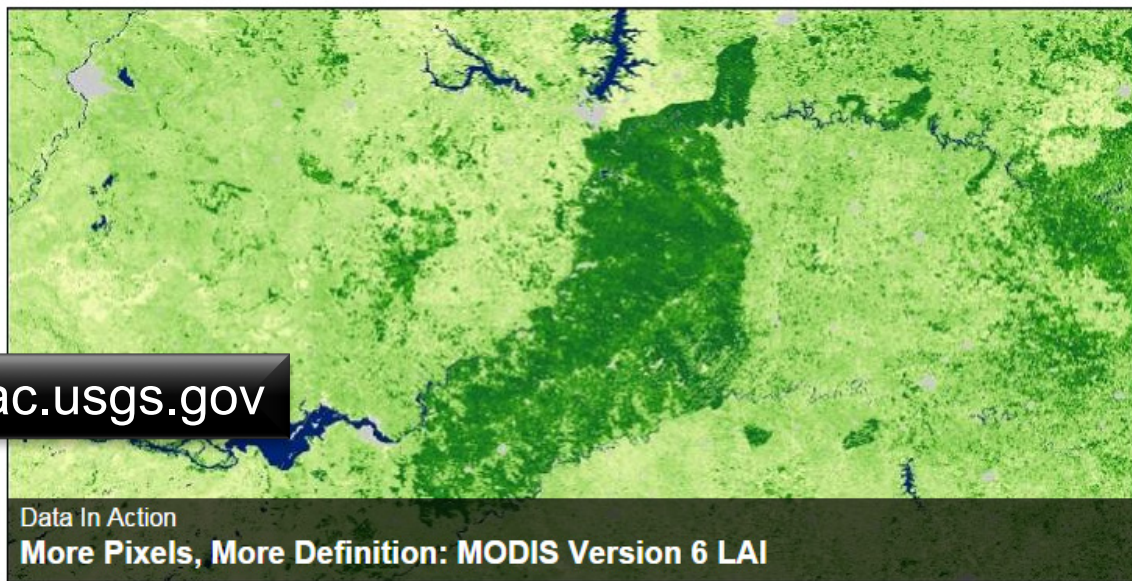 ac.usgs.gov
Data In Action
More Pixels, More Definition: MODIS Version 6 LAI